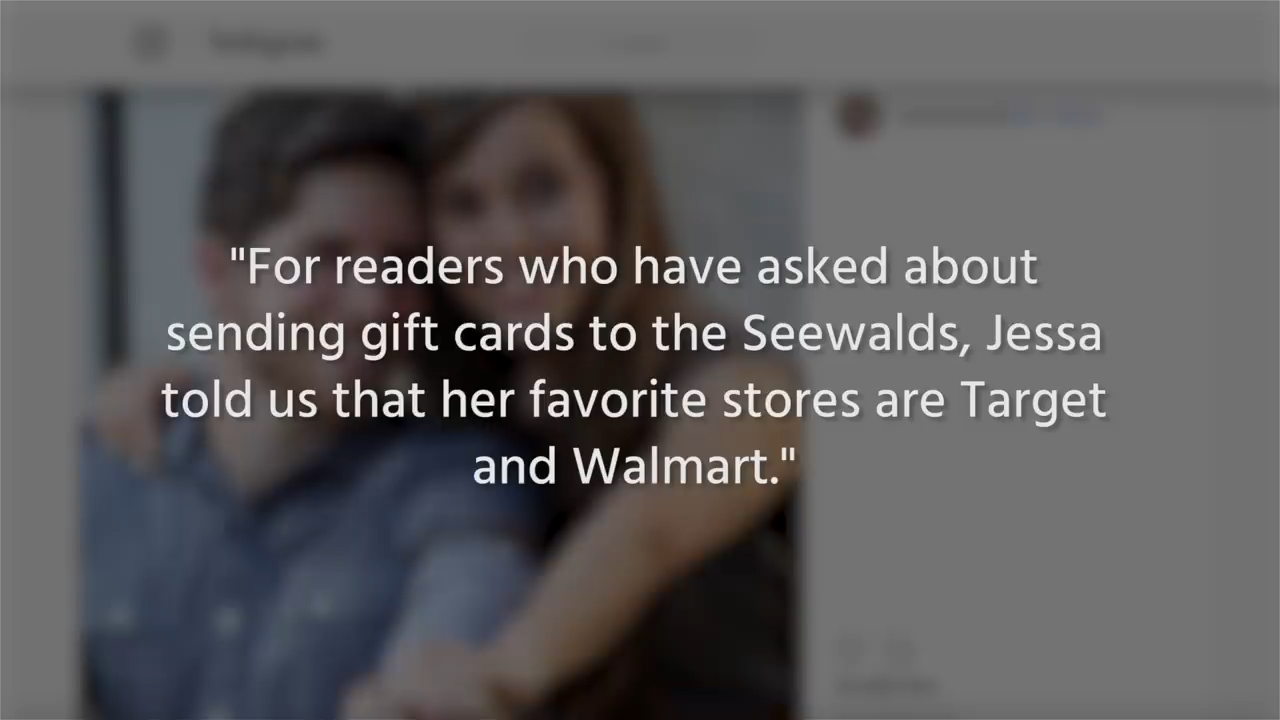 "For readers who have asked about
sending gift cards to the Seewalds, Jessa
told us that her favorite stores are Target
and Walmart."